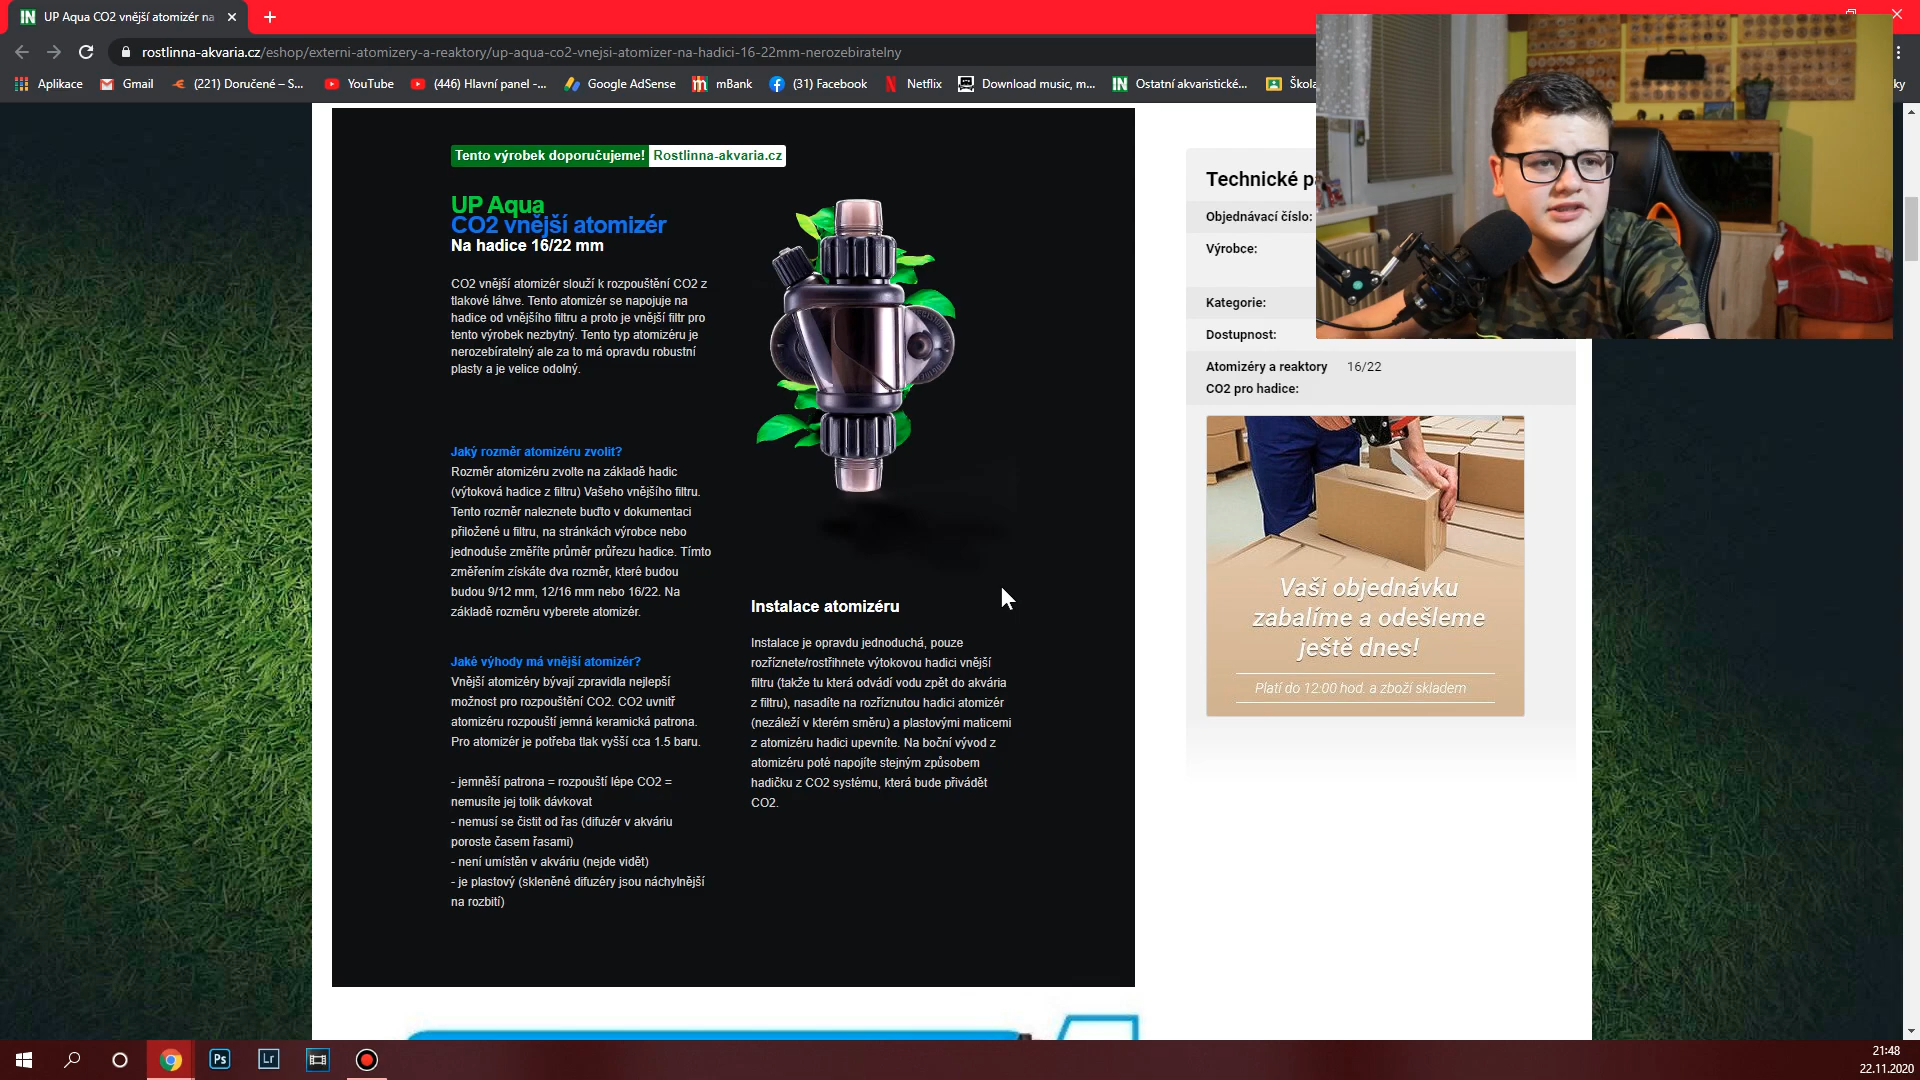 UP Aqua CO2 vnější atomizér na
rostlinna-akvaria.cz/eshop/externi-atomizery-a-reaktory/up-aqua-co2-vnejsi-atomizer-na-hadici-16-22mm-nerozebiratelny
Aplikace Gmail (221) Doručené – S... YouTube (446) Hlavní panel -... Google AdSense mBank (31) Facebook Netflix Download music, m... Ostatní akvaristické... Škola ky
Tento výrobek doporučujeme! Rostlinna-akvaria.cz
UP Aqua
CO2 vnější atomizér
Na hadice 16/22 mm
CO2 vnější atomizér slouží k rozpouštění CO2 z
tlakové láhve. Tento atomizér se napojuje na
hadice od vnějšího filtru a proto je vnější filtr pro
tento výrobek nezbytný. Tento typ atomizéru je
nerozebíratelný ale za to má opravdu robustní
plasty a je velice odolný.
Jaký rozměr atomizéru zvolit?
Rozměr atomizéru zvolte na základě hadic
(výtoková hadice z filtru) Vašeho vnějšího filtru.
Tento rozměr naleznete buďto v dokumentaci
přiložené u filtru, na stránkách výrobce nebo
jednoduše změříte průměr průřezu hadice. Tímto
změřením získáte dva rozměr, které budou
budou 9/12 mm, 12/16 mm nebo 16/22. Na
základě rozměru vyberete atomizér.
Jaké výhody má vnější atomizér?
Vnější atomizéry bývají zpravidla nejlepší
možnost pro rozpouštění CO2. CO2 uvnitř
atomizéru rozpouští jemná keramická patrona.
Pro atomizér je potřeba tlak vyšší cca 1.5 baru.
- jemněší patrona = rozpouští lépe CO2 =
nemusíte jej tolik dávkovat
- nemusí se čistit od řas (difuzér v akváriu
poroste časem řasami)
- není umístěn v akváriu (nejde vidět)
- je plastový (skleněné difuzéry jsou náchylnější
na rozbití)
Instalace atomizéru
Instalace je opravdu jednoduchá, pouze
rozříznete/rostřihnete výtokovou hadici vnější
filtru (takže tu která odvádí vodu zpět do akvária
z filtru), nasadíte na rozříznutou hadici atomizér
(nezáleží v kterém směru) a plastovými maticemi
z atomizéru hadici upevníte. Na boční vývod z
atomizéru poté napojíte stejným způsobem
hadičku z CO2 systému, která bude přivádět
CO2.
Technické p
Objednávací číslo:
Výrobce:
Kategorie:
Dostupnost:
Atomizéry a reaktory 16/22
CO2 pro hadice:
Vaši objednávku
zabalíme a odešleme
ještě dnes!
Platí do 12:00 hod. a zboží skladem
Ps Lr
21:48
22.11.2020